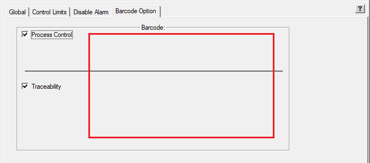 Global Control Limits Disable Alarm Barcode Option ?
Barcode:
Process Control
Traceability